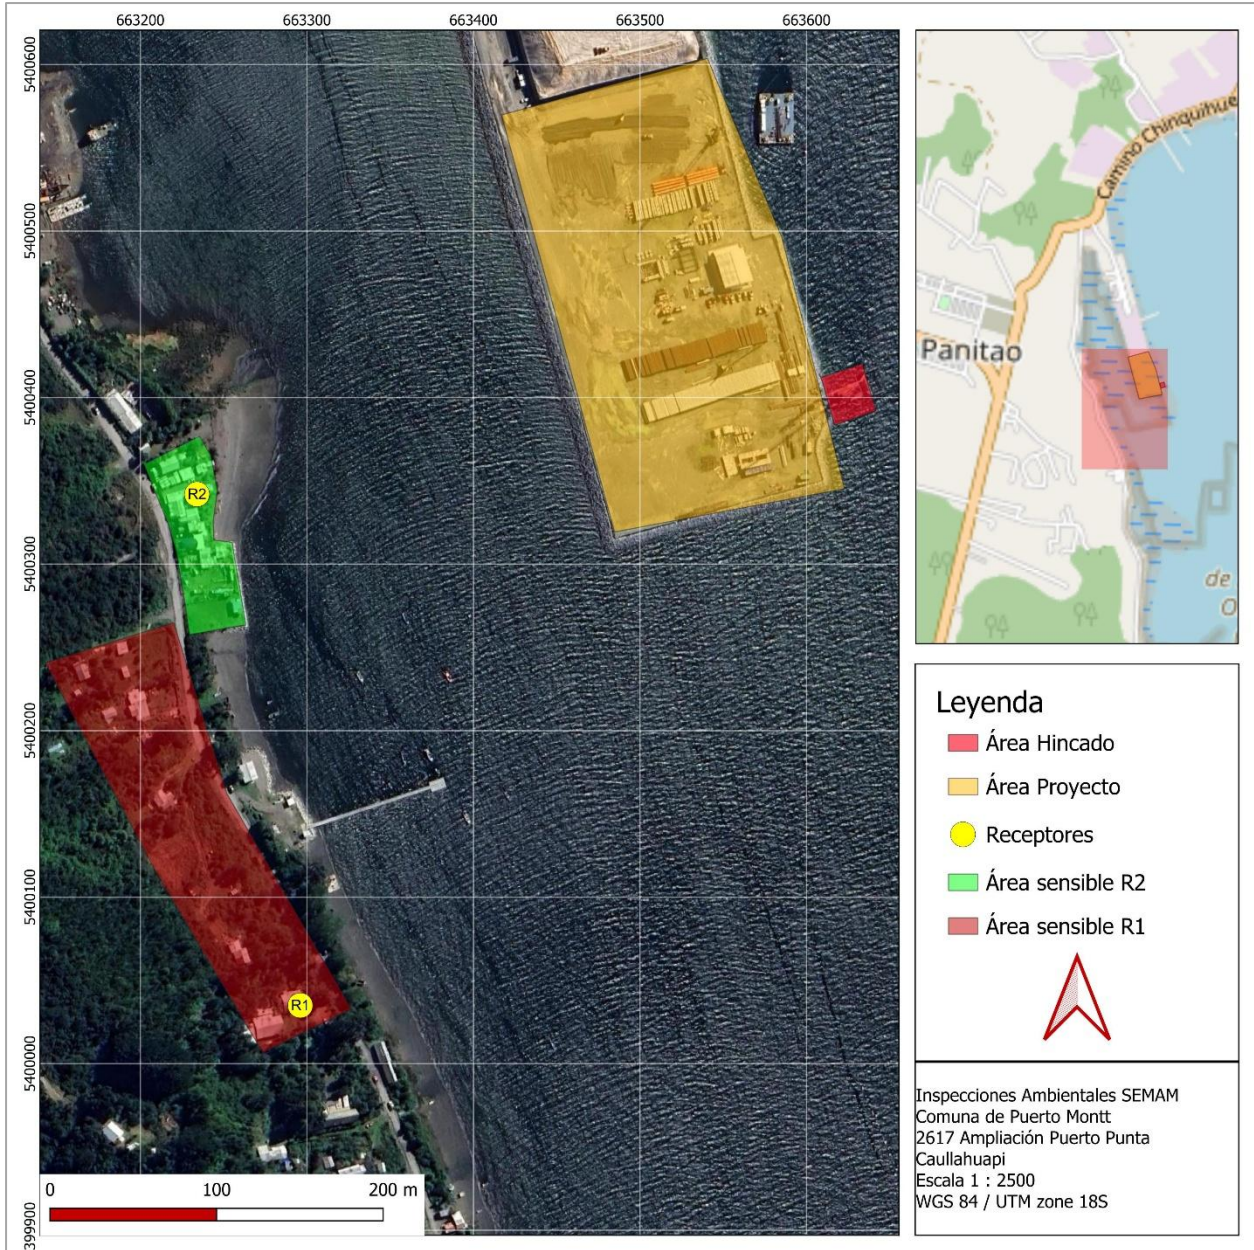 663200 663300 663400 663500 663600
5400600
5400500
5400400
5400300
5400200
5400100
5400000
399900
R2
R1
0 100 200 m
Camino Chinquihue
Panitao
de
O
Leyenda
Área Hincado
Área Proyecto
Receptores
Área sensible R2
Área sensible R1
Inspecciones Ambientales SEMAM
Comuna de Puerto Montt
2617 Ampliación Puerto Punta
Caullahuapi
Escala 1 : 2500
WGS 84 / UTM zone 18S